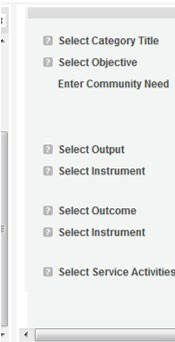 ? Select Category Title
? Select Objective
Enter Community Need
? Select Output
? Select Instrument
? Select Outcome
? Select Instrument
? Select Service Activities